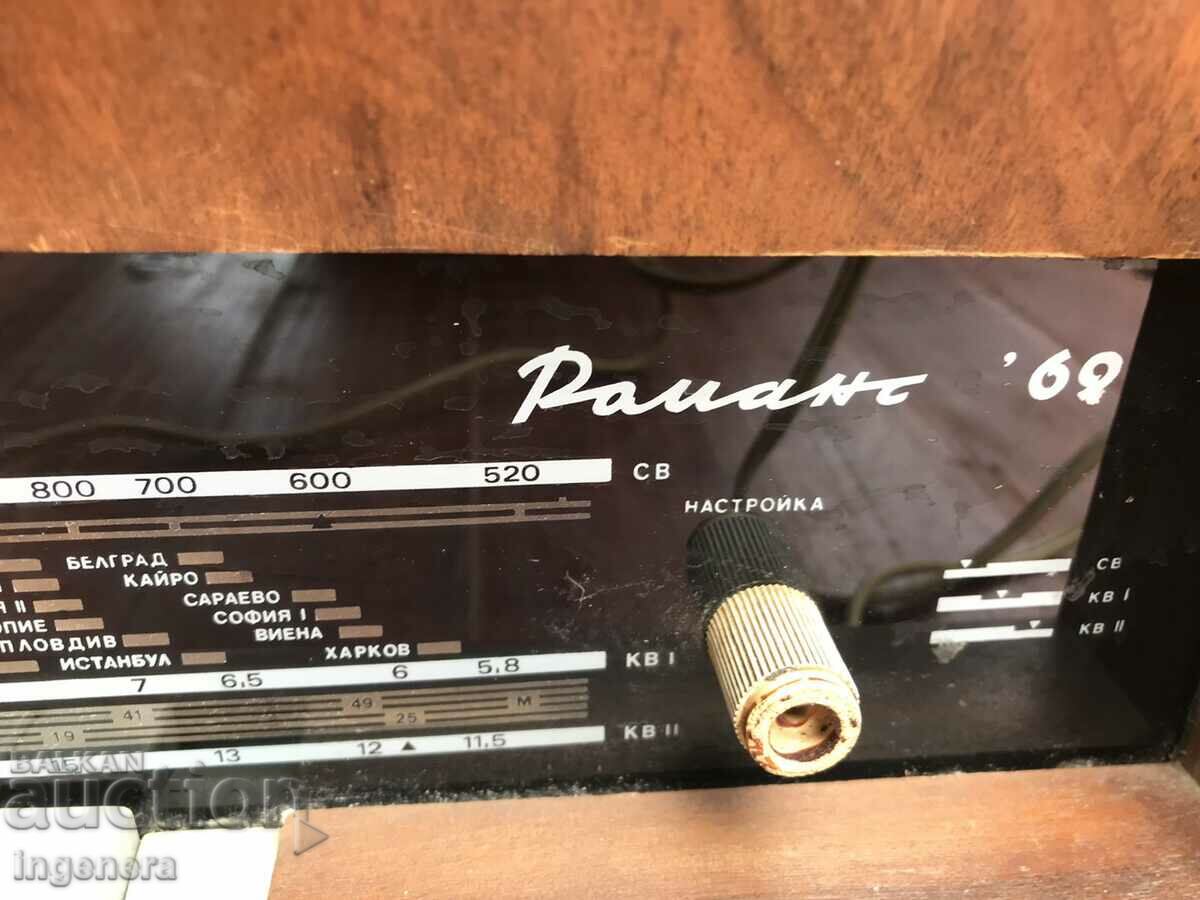 Романс '69
800 700 600 520 СВ
НАСТРОЙКА
БЕЛГРАД
КАЙРО
САРАЕВО
II
СОФИЯ I
ВИЕНА
ПЛОВДИВ
ИСТАНБУЛ
ХАРКОВ
СВ
КВ I
КВ II
7 6,5 6 5,8 КВ I
41 49 М
19 25
13 12 11,5 КВ II
BALKAN
auction
ingenera